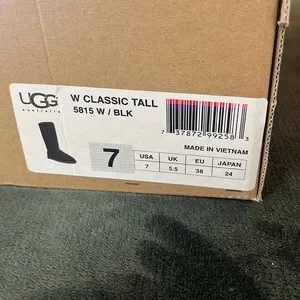 UGG
australia
W CLASSIC TALL
5815 W / BLK
7 37872 99258 3
MADE IN VIETNAM
7
USA UK EU JAPAN
7 5.5 38 24